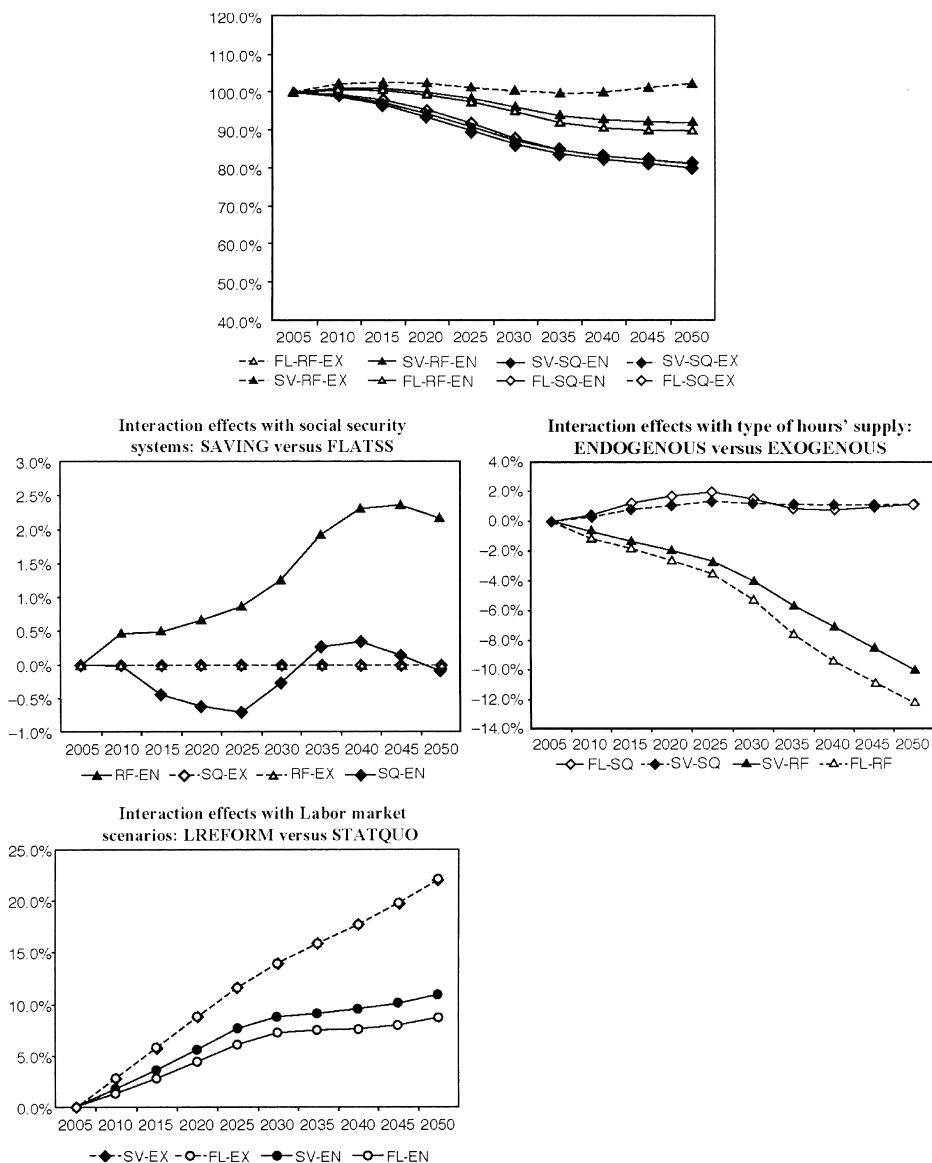 120.0%
110.0%
100.0%
90.0%
80.0%
70.0%
60.0%
50.0%
40.0%
2005 2010 2015 2020 2025 2030 2035 2040 2045 2050
FL-RF-EX SV-RF-EN SV-SQ-EN SV-SQ-EX
SV-RF-EX FL-RF-EN FL-SQ-EN FL-SQ-EX
Interaction effects with social security
systems: SAVING versus FLATSS
3.0%
2.5%
2.0%
1.5%
1.0%
0.5%
0.0%
−0.5%
−1.0%
2005 2010 2015 2020 2025 2030 2035 2040 2045 2050
RF-EN SQ-EX RF-EX SQ-EN
Interaction effects with type of hours' supply:
ENDOGENOUS versus EXOGENOUS
4.0%
2.0%
0.0%
−2.0%
−4.0%
−6.0%
−8.0%
−10.0%
−12.0%
−14.0%
2005 2010 2015 2020 2025 2030 2035 2040 2045 2050
FL-SQ SV-SQ SV-RF FL-RF
Interaction effects with Labor market
scenarios: LREFORM versus STATQUO
25.0%
20.0%
15.0%
10.0%
5.0%
0.0%
2005 2010 2015 2020 2025 2030 2035 2040 2045 2050
SV-EX FL-EX SV-EN FL-EN